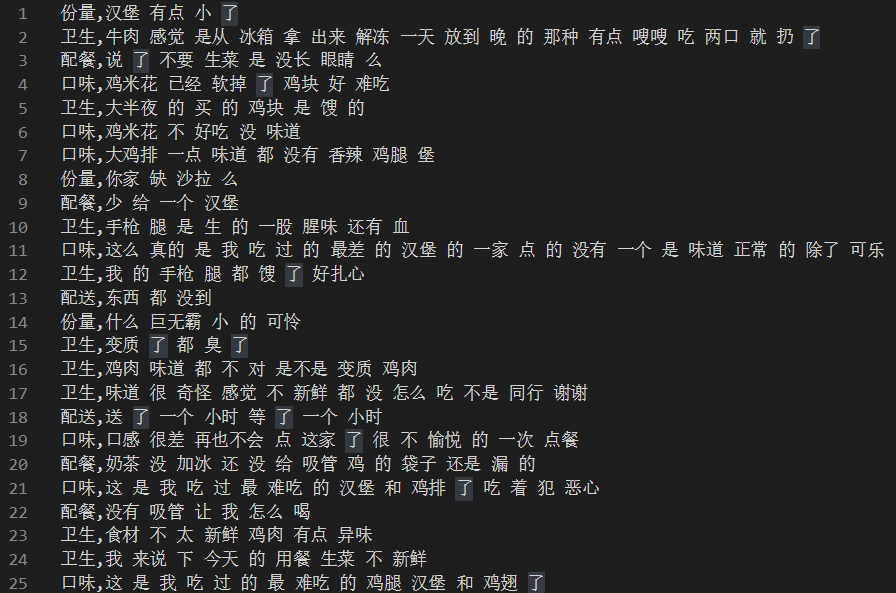 1 份量,汉堡 有点 小 了
2 卫生,牛肉 感觉 是从 冰箱 拿 出来 解冻 一天 放到 晚 的 那种 有点 嗖嗖 吃 两口 就 扔 了
3 配餐,说 了 不要 生菜 是 没长 眼睛 么
4 口味,鸡米花 已经 软掉 了 鸡块 好 难吃
5 卫生,大半夜 的 买 的 鸡块 是 馊 的
6 口味,鸡米花 不 好吃 没 味道
7 口味,大鸡排 一点 味道 都 没有 香辣 鸡腿 堡
8 份量,你家 缺 沙拉 么
9 配餐,少 给 一个 汉堡
10 卫生,手枪 腿 是 生 的 一股 腥味 还有 血
11 口味,这么 真的 是 我 吃 过 的 最差 的 汉堡 的 一家 点 的 没有 一个 是 味道 正常 的 除了 可乐
12 卫生,我 的 手枪 腿 都 馊 了 好扎心
13 配送,东西 都 没到
14 份量,什么 巨无霸 小 的 可怜
15 卫生,变质 了 都 臭 了
16 卫生,鸡肉 味道 都 不 对 是不是 变质 鸡肉
17 卫生,味道 很 奇怪 感觉 不 新鲜 都 没 怎么 吃 不是 同行 谢谢
18 配送,送 了 一个 小时 等 了 一个 小时
19 口味,口感 很差 再也不会 点 这家 了 很 不 愉悦 的 一次 点餐
20 配餐,奶茶 没 加冰 还 没 给 吸管 鸡 的 袋子 还是 漏 的
21 口味,这 是 我 吃 过 最 难吃 的 汉堡 和 鸡排 了 吃 着 犯 恶心
22 配餐,没有 吸管 让 我 怎么 喝
23 卫生,食材 不 太 新鲜 鸡肉 有点 异味
24 卫生,我 来说 下 今天 的 用餐 生菜 不 新鲜
25 口味,这 是 我 吃 过 的 最 难吃 的 鸡腿 汉堡 和 鸡翅 了